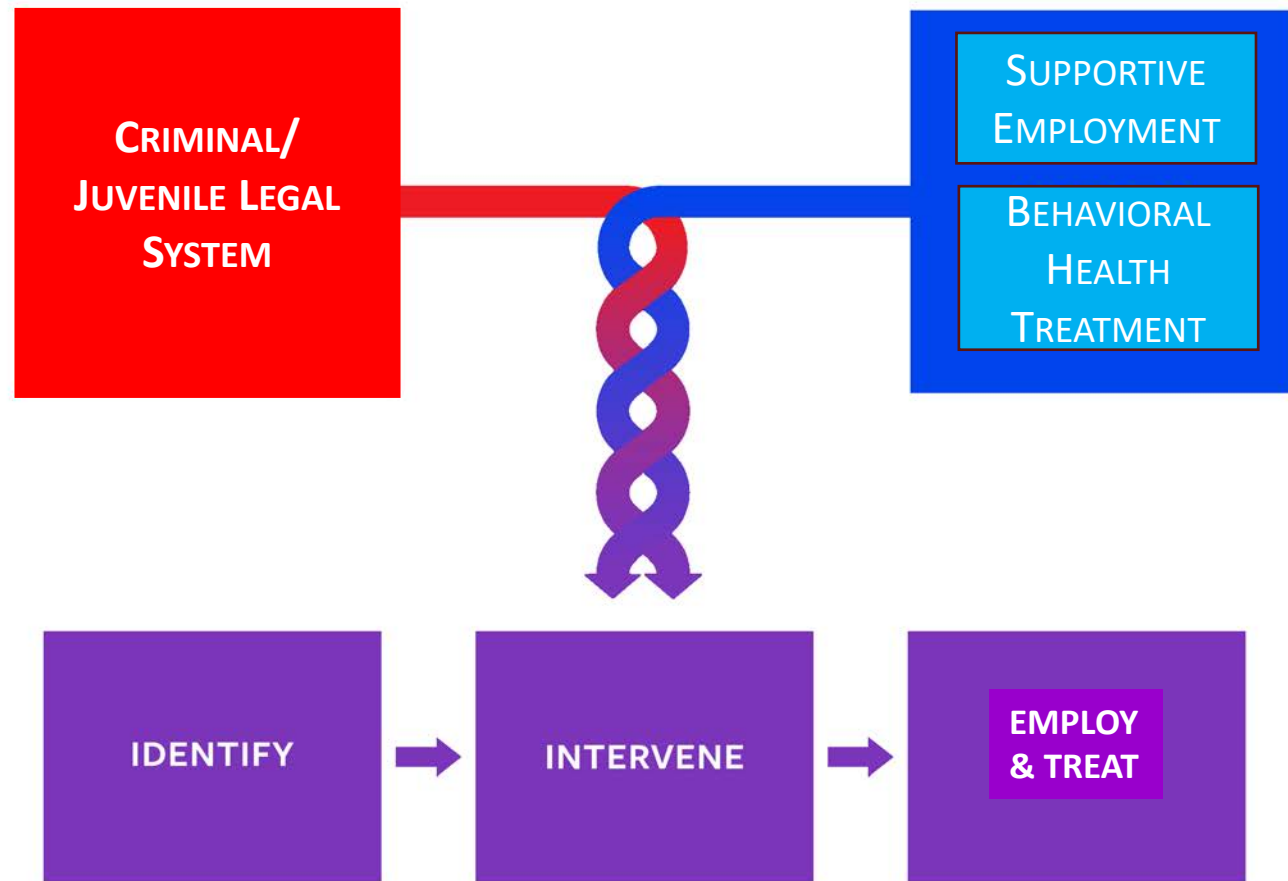 CRIMINAL/
JUVENILE LEGAL
SYSTEM
SUPPORTIVE
EMPLOYMENT
BEHAVIORAL
HEALTH
TREATMENT
IDENTIFY
INTERVENE
EMPLOY
& TREAT